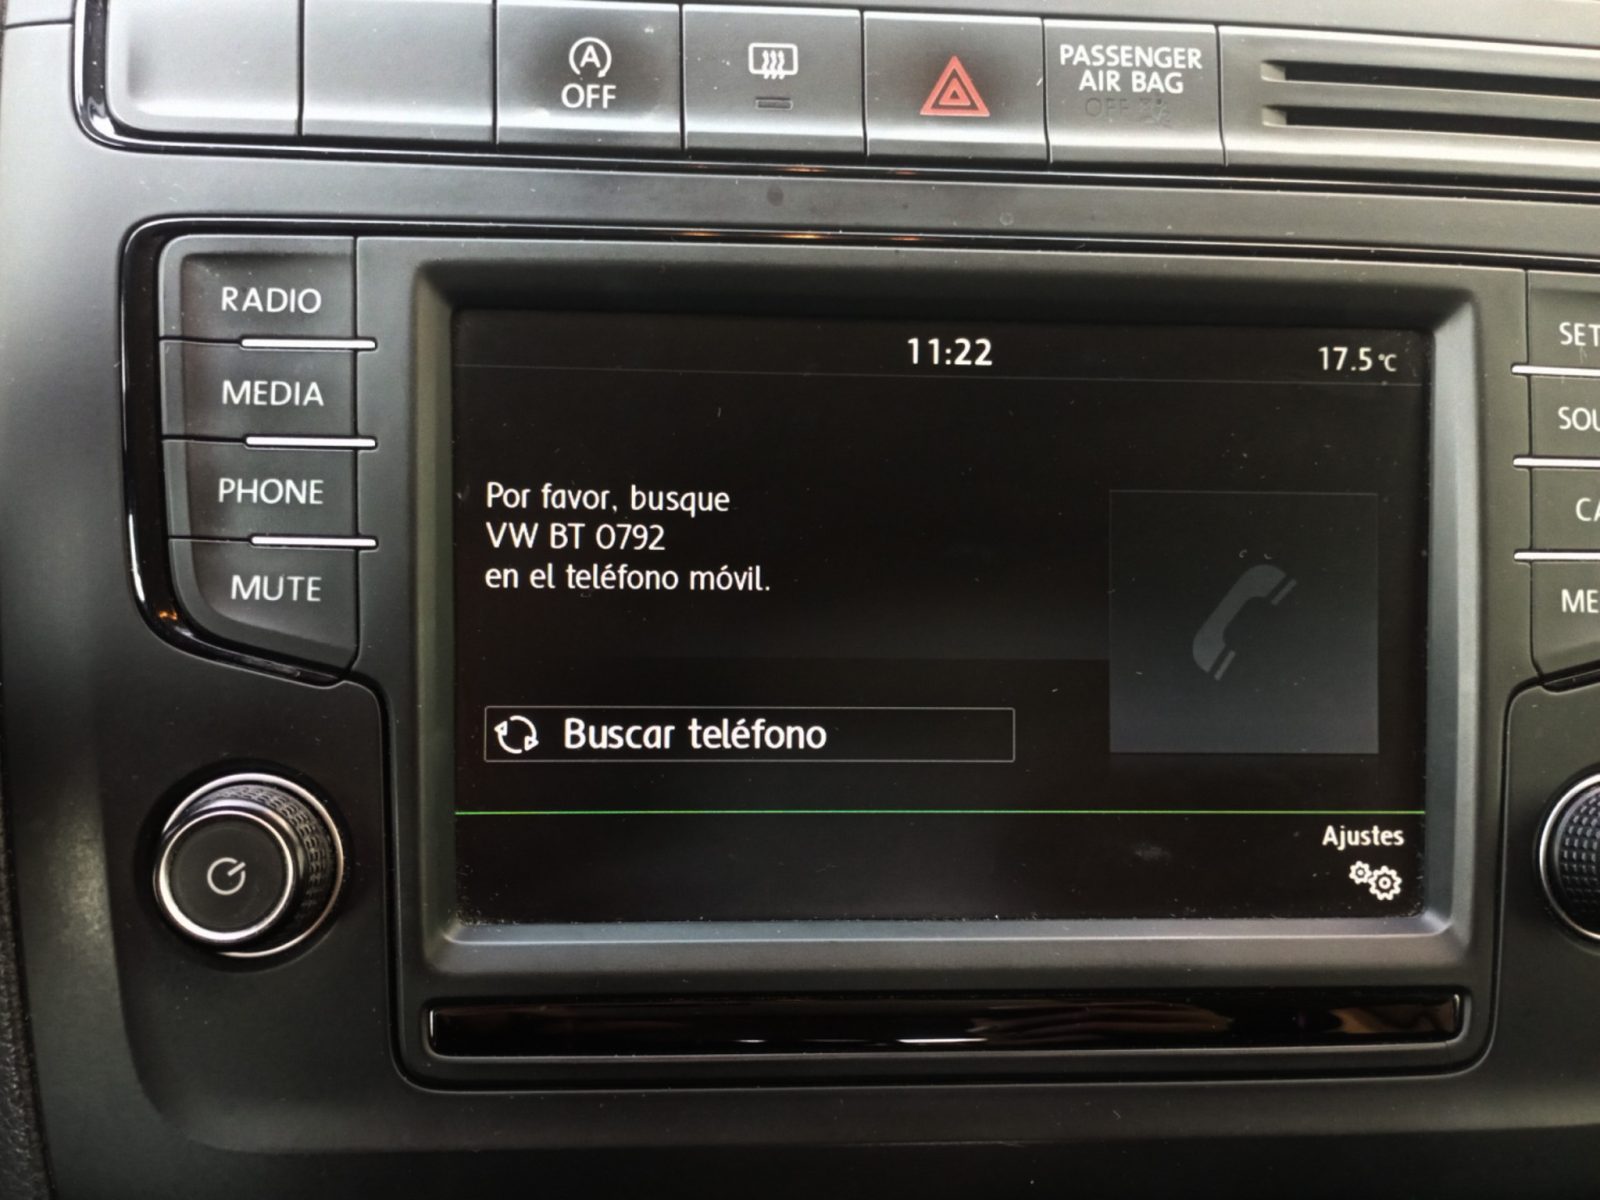 A
OFF
PASSENGER
AIR BAG
OFF
RADIO
MEDIA
PHONE
MUTE
11:22
17.5°C
Por favor, busque
VW BT 0792
en el teléfono móvil.
Buscar teléfono
Ajustes